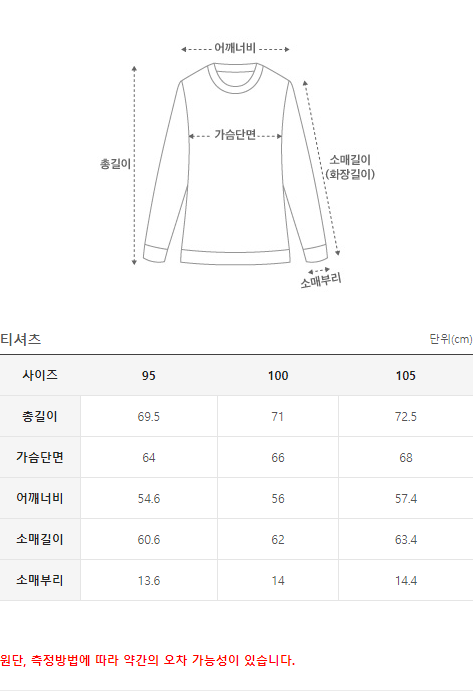 어깨너비
가슴단면
총길이
소매길이
(화장길이)
소매부리
티셔츠 단위(cm)
사이즈 95 100 105
총길이 69.5 71 72.5
가슴단면 64 66 68
어깨너비 54.6 56 57.4
소매길이 60.6 62 63.4
소매부리 13.6 14 14.4
원단, 측정방법에 따라 약간의 오차 가능성이 있습니다.